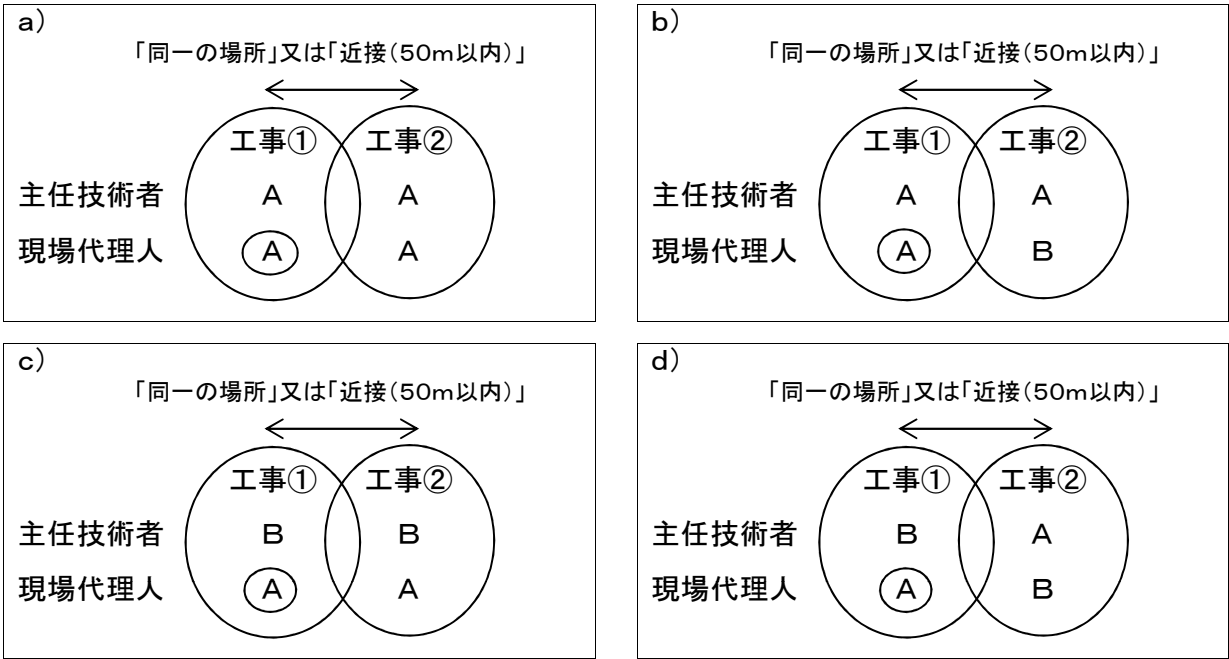 a)
「同一の場所」又は「近接(50m以内)」
工事① 工事②
主任技術者 A A
現場代理人 A A
b)
「同一の場所」又は「近接(50m以内)」
工事① 工事②
主任技術者 A A
現場代理人 A B
c)
「同一の場所」又は「近接(50m以内)」
工事① 工事②
主任技術者 B B
現場代理人 A A
d)
「同一の場所」又は「近接(50m以内)」
工事① 工事②
主任技術者 B A
現場代理人 A B